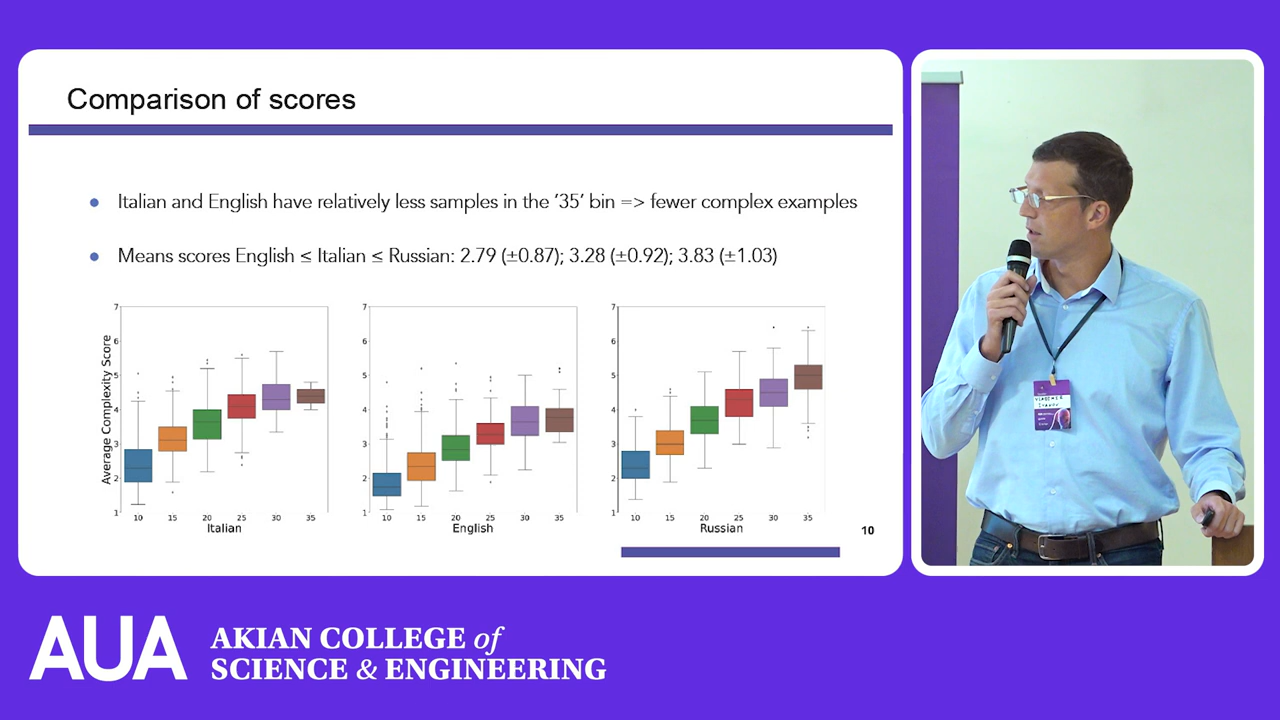 Comparison of scores
Italian and English have relatively less samples in the '35' bin => fewer complex examples
Means scores English ≤ Italian ≤ Russian: 2.79 (±0.87); 3.28 (±0.92); 3.83 (±1.03)
Average Complexity Score
7
6
5
4
3
2
1
10 15 20 25 30 35
Italian
7
6
5
4
3
2
1
10 15 20 25 30 35
English
7
6
5
4
3
2
1
10 15 20 25 30 35
Russian
10
VLADIMIR
IVANOV
AUA
AKIAN COLLEGE of
SCIENCE & ENGINEERING